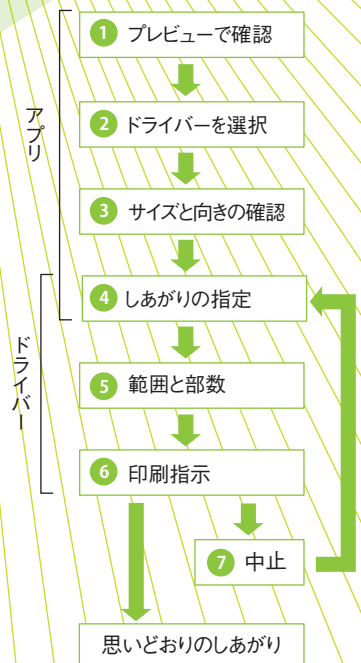 アプリ
ドライバー
1 プレビューで確認
2 ドライバーを選択
3 サイズと向きの確認
4 しあがりの指定
5 範囲と部数
6 印刷指示
7 中止
思いどおりのしあがり